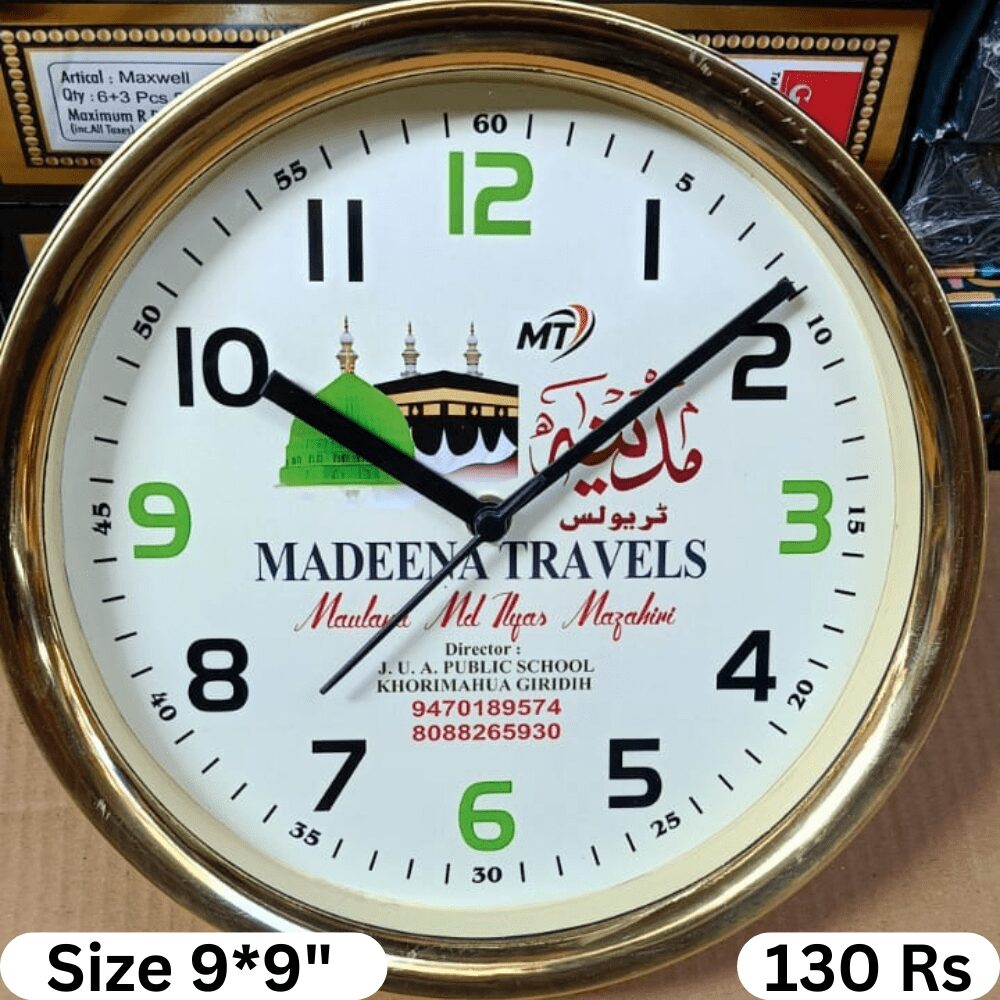 Artical : Maxwell
Qty : 6+3 Pcs
Maximum R
(inc.All Taxes)
60
12
55
5
11
1
50
10
10
2
MT
مدینہ
ٹریولس
45
9
3
15
MADEENA TRAVELS
Maulana Md Ilyas Mazahiri
Director :
J. U. A. PUBLIC SCHOOL
KHORIMAHUA GIRIDIH
9470189574
8088265930
8
4
40
20
7
5
35
6
25
30
Size 9*9"
130 Rs